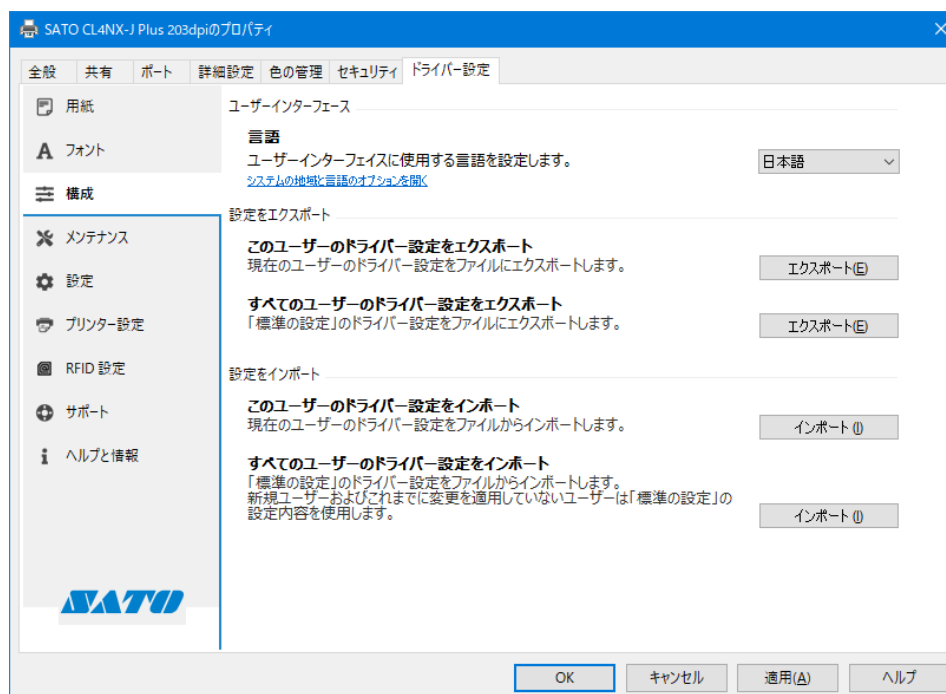 SATO CL4NX-J Plus 203dpiのプロパティ
全般 共有 ポート 詳細設定 色の管理 セキュリティ ドライバー設定
用紙
フォント
構成
メンテナンス
設定
プリンター設定
RFID 設定
サポート
ヘルプと情報
SATO
ユーザーインターフェース
言語
ユーザーインターフェイスに使用する言語を設定します。
日本語
システムの地域と言語のオプションを開く
設定をエクスポート
このユーザーのドライバー設定をエクスポート
現在のユーザーのドライバー設定をファイルにエクスポートします。
エクスポート(E)
すべてのユーザーのドライバー設定をエクスポート
「標準の設定」のドライバー設定をファイルにエクスポートします。
エクスポート(E)
設定をインポート
このユーザーのドライバー設定をインポート
現在のユーザーのドライバー設定をファイルからインポートします。
インポート(I)
すべてのユーザーのドライバー設定をインポート
「標準の設定」のドライバー設定をファイルからインポートします。
新規ユーザーおよびこれまでに変更を適用していないユーザーは「標準の設定」の
設定内容を使用します。
インポート(I)
OK キャンセル 適用(A) ヘルプ